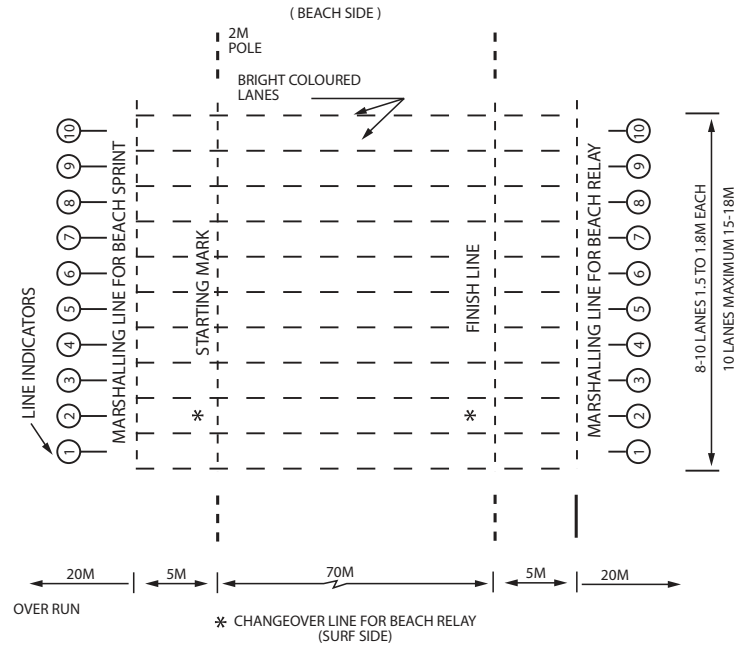 ( BEACH SIDE )
2M
POLE
BRIGHT COLOURED
LANES
LINE INDICATORS
10
9
8
7
6
5
4
3
2
1
MARSHALLING LINE FOR BEACH SPRINT
STARTING MARK
*
FINISH LINE
*
MARSHALLING LINE FOR BEACH RELAY
10
9
8
7
6
5
4
3
2
1
8-10 LANES 1.5 TO 1.8M EACH
10 LANES MAXIMUM 15-18M
20M
5M
70M
5M
20M
OVER RUN
* CHANGEOVER LINE FOR BEACH RELAY
(SURF SIDE)